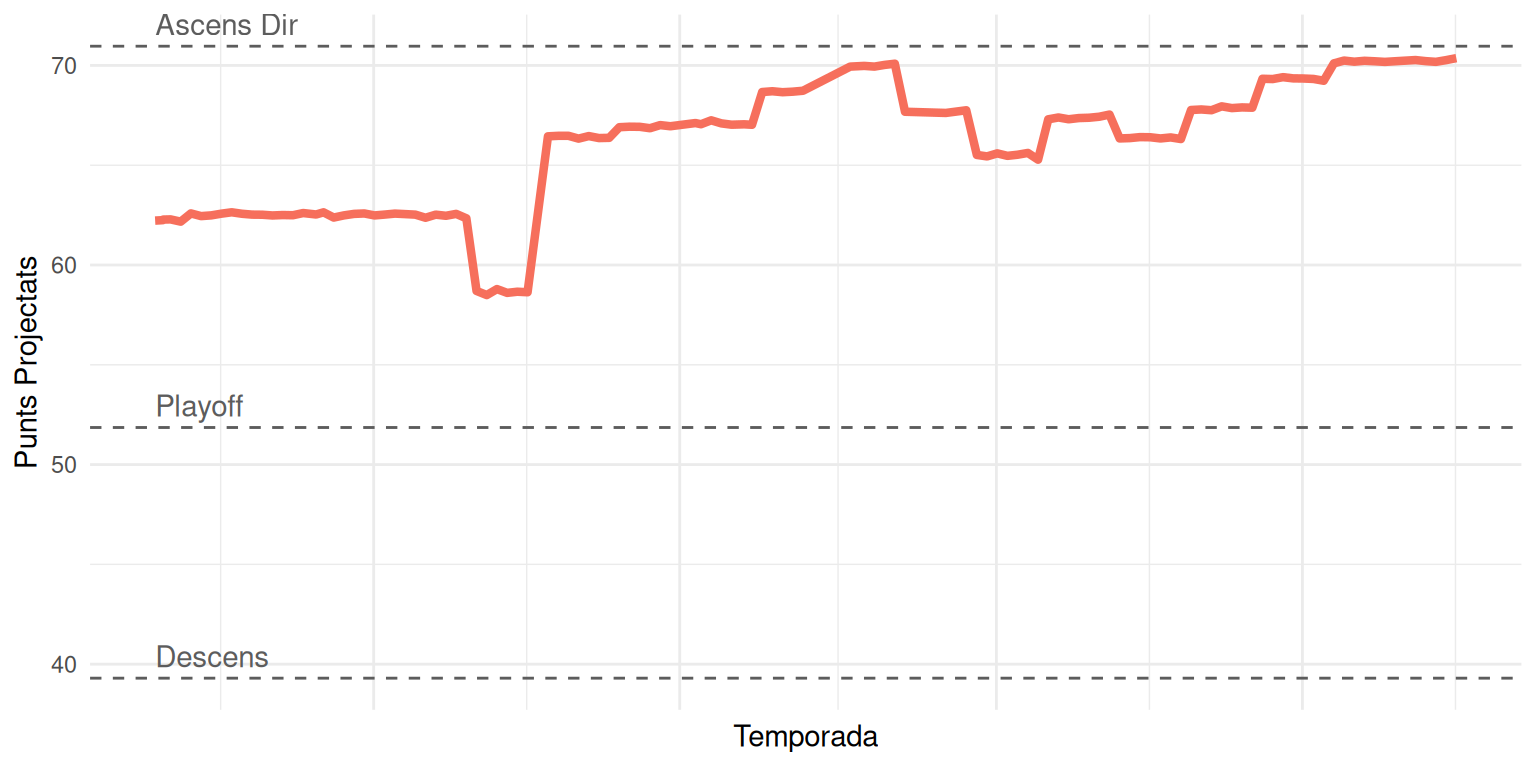 Ascens Dir
70
60
Playoff
50
Descens
40
Punts Projectats
Temporada